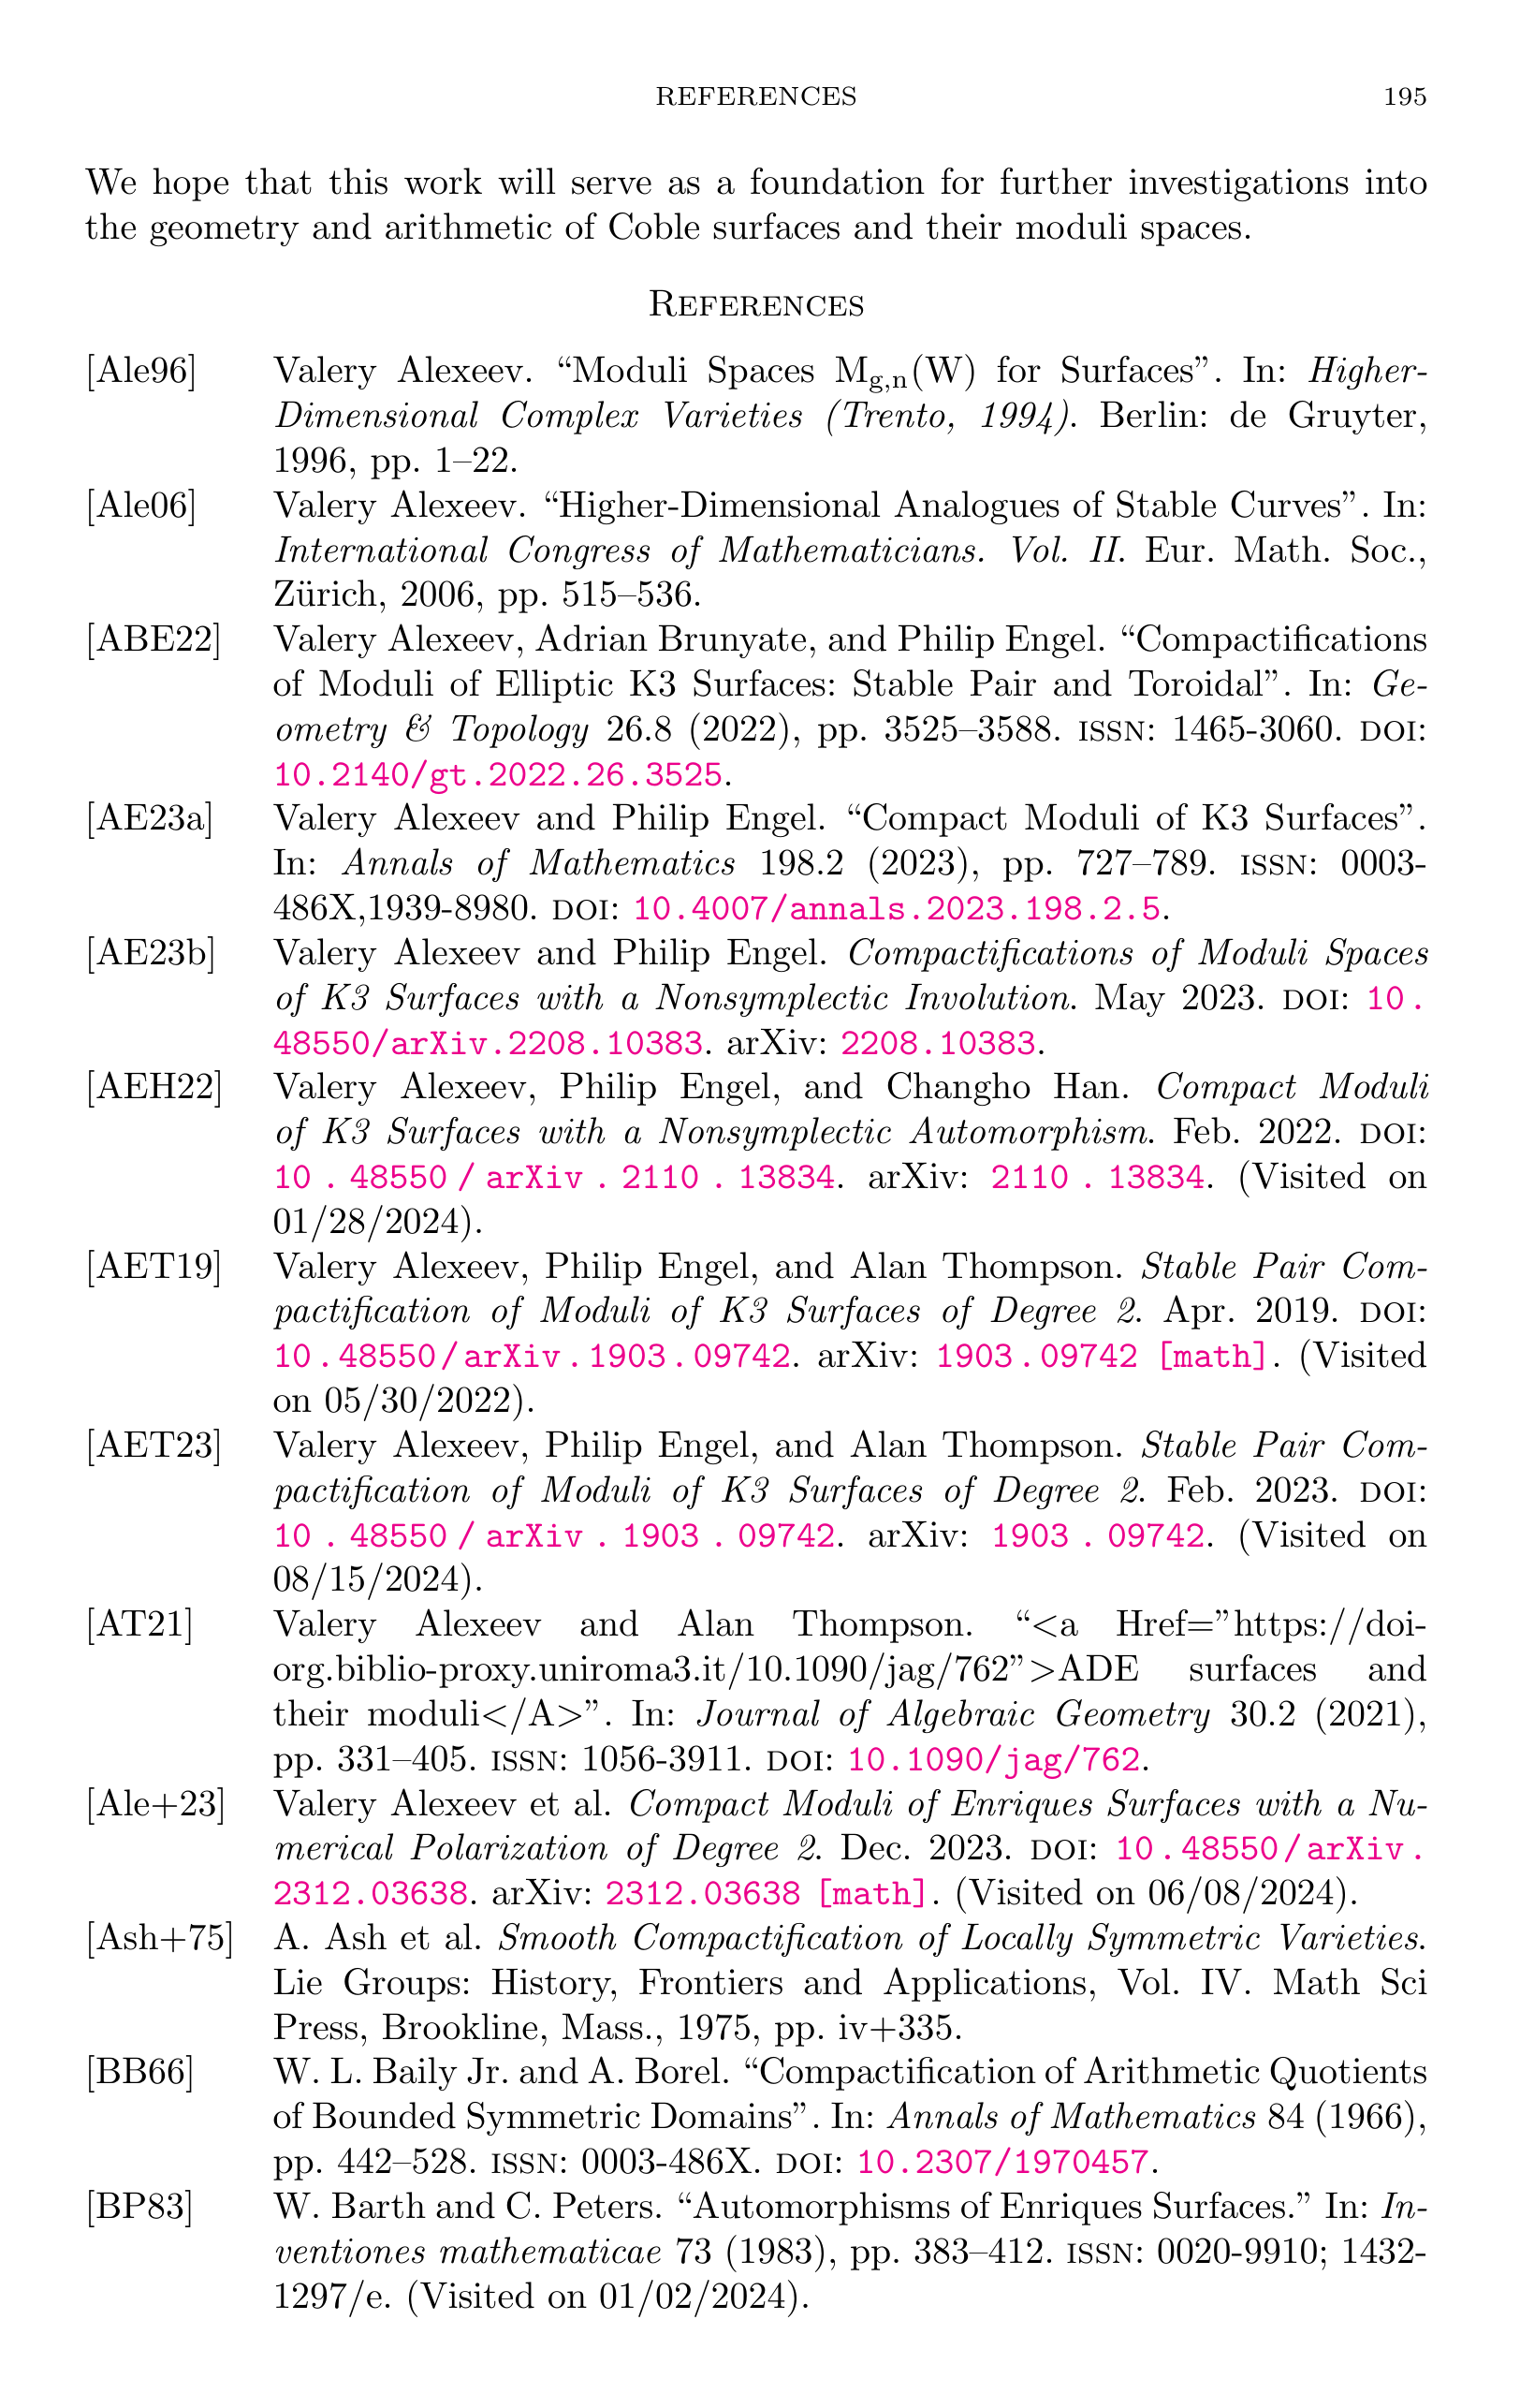 REFERENCES 195
We hope that this work will serve as a foundation for further investigations into
the geometry and arithmetic of Coble surfaces and their moduli spaces.
References
[Ale96] Valery Alexeev. “Moduli Spaces M_{g,n}(W) for Surfaces”. In: Higher-
Dimensional Complex Varieties (Trento, 1994). Berlin: de Gruyter,
1996, pp. 1–22.
[Ale06] Valery Alexeev. “Higher-Dimensional Analogues of Stable Curves”. In:
International Congress of Mathematicians. Vol. II. Eur. Math. Soc.,
Zürich, 2006, pp. 515–536.
[ABE22] Valery Alexeev, Adrian Brunyate, and Philip Engel. “Compactifications
of Moduli of Elliptic K3 Surfaces: Stable Pair and Toroidal”. In: Ge-
ometry & Topology 26.8 (2022), pp. 3525–3588. ISSN: 1465-3060. DOI:
10.2140/gt.2022.26.3525.
[AE23a] Valery Alexeev and Philip Engel. “Compact Moduli of K3 Surfaces”.
In: Annals of Mathematics 198.2 (2023), pp. 727–789. ISSN: 0003-
486X,1939-8980. DOI: 10.4007/annals.2023.198.2.5.
[AE23b] Valery Alexeev and Philip Engel. Compactifications of Moduli Spaces
of K3 Surfaces with a Nonsymplectic Involution. May 2023. DOI: 10.
48550/arXiv.2208.10383. arXiv: 2208.10383.
[AEH22] Valery Alexeev, Philip Engel, and Changho Han. Compact Moduli
of K3 Surfaces with a Nonsymplectic Automorphism. Feb. 2022. DOI:
10 . 48550 / arXiv . 2110 . 13834. arXiv: 2110 . 13834. (Visited on
01/28/2024).
[AET19] Valery Alexeev, Philip Engel, and Alan Thompson. Stable Pair Com-
pactification of Moduli of K3 Surfaces of Degree 2. Apr. 2019. DOI:
10.48550/arXiv.1903.09742. arXiv: 1903.09742 [math]. (Visited
on 05/30/2022).
[AET23] Valery Alexeev, Philip Engel, and Alan Thompson. Stable Pair Com-
pactification of Moduli of K3 Surfaces of Degree 2. Feb. 2023. DOI:
10 . 48550 / arXiv . 1903 . 09742. arXiv: 1903 . 09742. (Visited on
08/15/2024).
[AT21] Valery Alexeev and Alan Thompson. “<a Href=”https://doi-
org.biblio-proxy.uniroma3.it/10.1090/jag/762”>ADE surfaces and
their moduli</A>”. In: Journal of Algebraic Geometry 30.2 (2021),
pp. 331–405. ISSN: 1056-3911. DOI: 10.1090/jag/762.
[Ale+23] Valery Alexeev et al. Compact Moduli of Enriques Surfaces with a Nu-
merical Polarization of Degree 2. Dec. 2023. DOI: 10.48550/arXiv.
2312.03638. arXiv: 2312.03638 [math]. (Visited on 06/08/2024).
[Ash+75] A. Ash et al. Smooth Compactification of Locally Symmetric Varieties.
Lie Groups: History, Frontiers and Applications, Vol. IV. Math Sci
Press, Brookline, Mass., 1975, pp. iv+335.
[BB66] W. L. Baily Jr. and A. Borel. “Compactification of Arithmetic Quotients
of Bounded Symmetric Domains”. In: Annals of Mathematics 84 (1966),
pp. 442–528. ISSN: 0003-486X. DOI: 10.2307/1970457.
[BP83] W. Barth and C. Peters. “Automorphisms of Enriques Surfaces.” In: In-
ventiones mathematicae 73 (1983), pp. 383–412. ISSN: 0020-9910; 1432-
1297/e. (Visited on 01/02/2024).